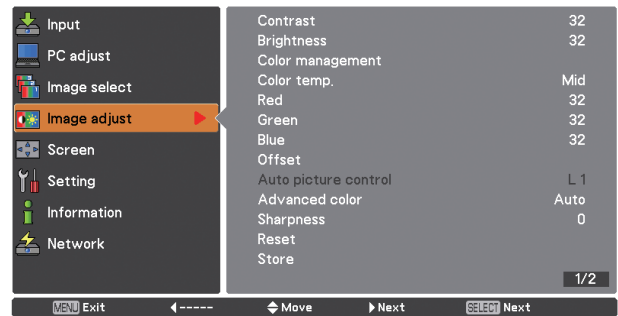 Input
PC adjust
Image select
Image adjust
Screen
Setting
Information
Network
Contrast 32
Brightness 32
Color management
Color temp. Mid
Red 32
Green 32
Blue 32
Offset
Auto picture control L 1
Advanced color Auto
Sharpness 0
Reset
Store
1/2
MENU Exit ◀----- Move Next SELECT Next